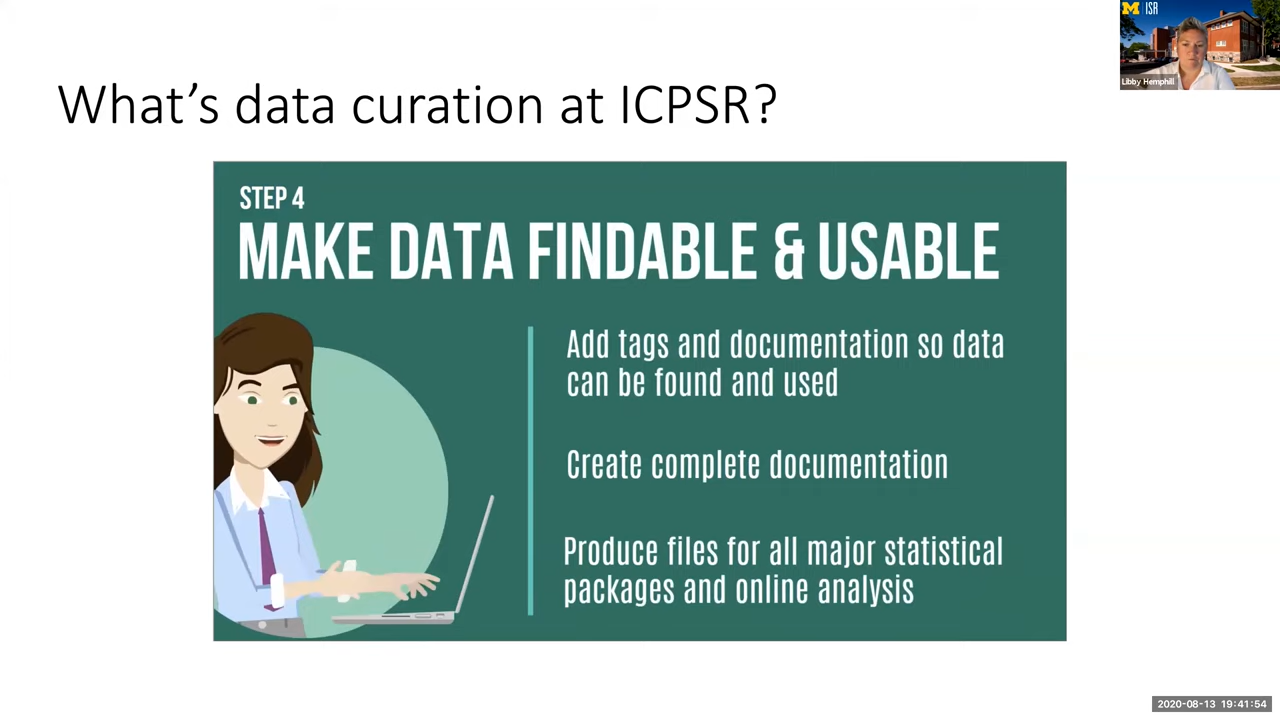 M ISR
Libby Hemphill
What's data curation at ICPSR?
STEP 4
MAKE DATA FINDABLE & USABLE
Add tags and documentation so data
can be found and used
Create complete documentation
Produce files for all major statistical
packages and online analysis
2020-08-13 19:41:54